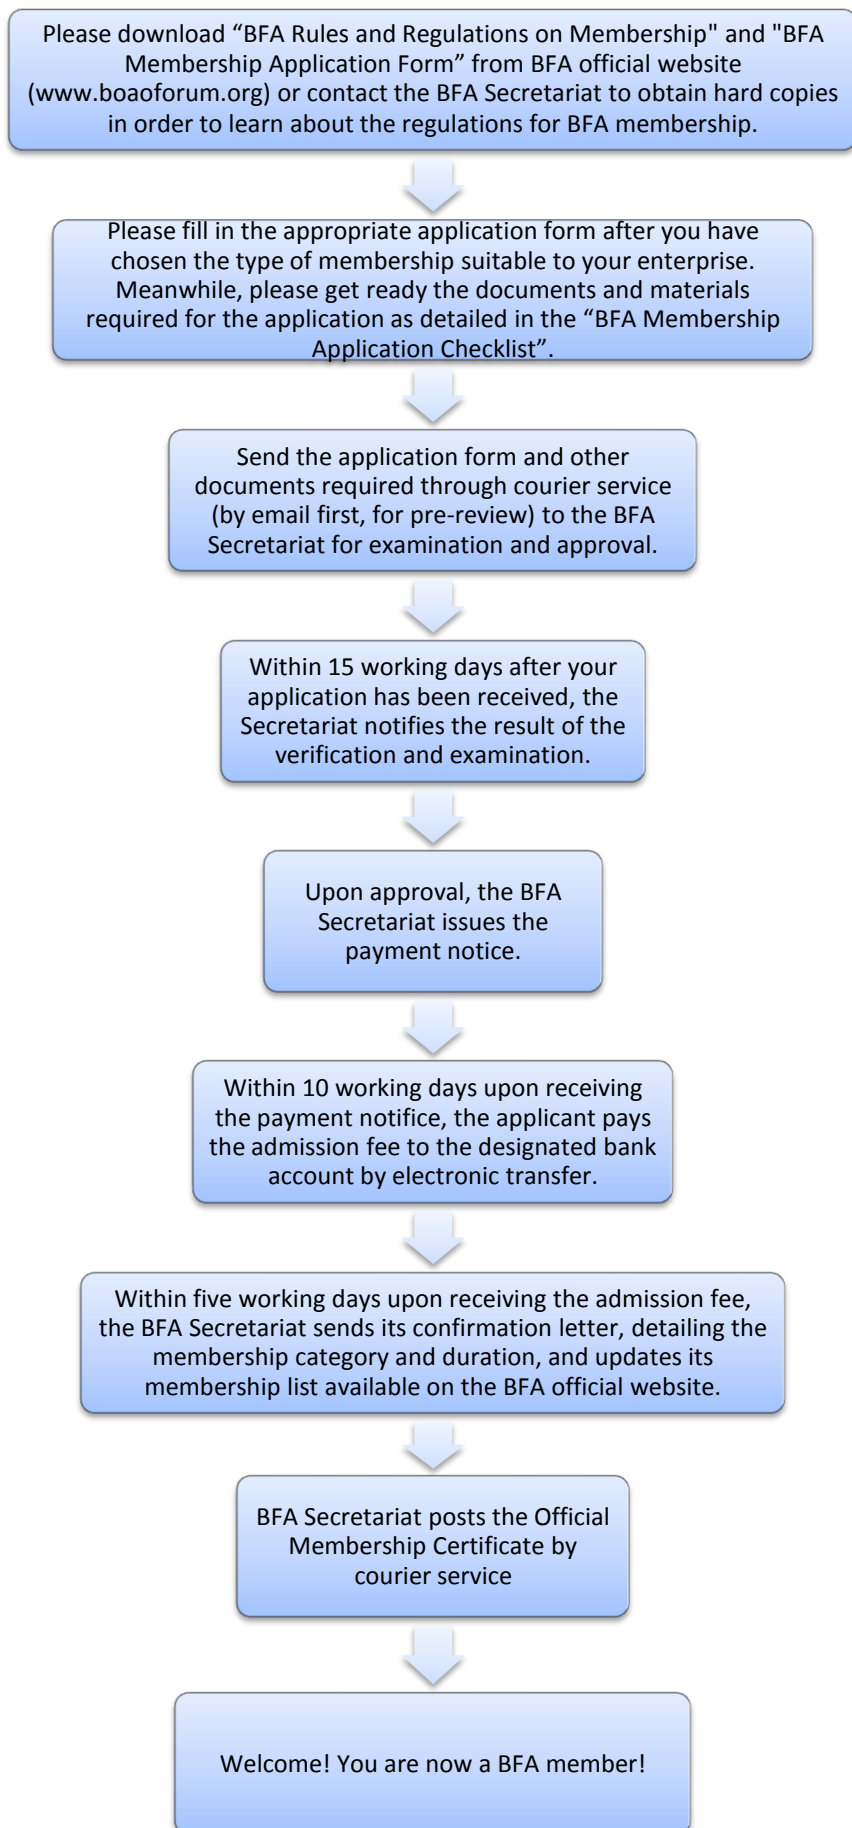 Please download “BFA Rules and Regulations on Membership" and "BFA
Membership Application Form” from BFA official website
(www.boaoforum.org) or contact the BFA Secretariat to obtain hard copies
in order to learn about the regulations for BFA membership.
Please fill in the appropriate application form after you have
chosen the type of membership suitable to your enterprise.
Meanwhile, please get ready the documents and materials
required for the application as detailed in the “BFA Membership
Application Checklist”.
Send the application form and other
documents required through courier service
(by email first, for pre-review) to the BFA
Secretariat for examination and approval.
Within 15 working days after your
application has been received, the
Secretariat notifies the result of the
verification and examination.
Upon approval, the BFA
Secretariat issues the
payment notice.
Within 10 working days upon receiving
the payment notifice, the applicant pays
the admission fee to the designated bank
account by electronic transfer.
Within five working days upon receiving the admission fee,
the BFA Secretariat sends its confirmation letter, detailing the
membership category and duration, and updates its
membership list available on the BFA official website.
BFA Secretariat posts the Official
Membership Certificate by
courier service
Welcome! You are now a BFA member!